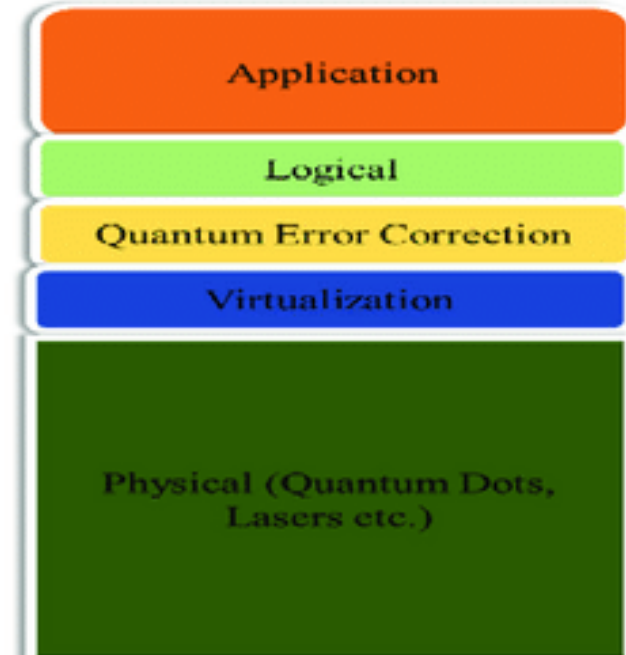 Application
Logical
Quantum Error Correction
Virtualization
Physical (Quantum Dots,
Lasers etc.)